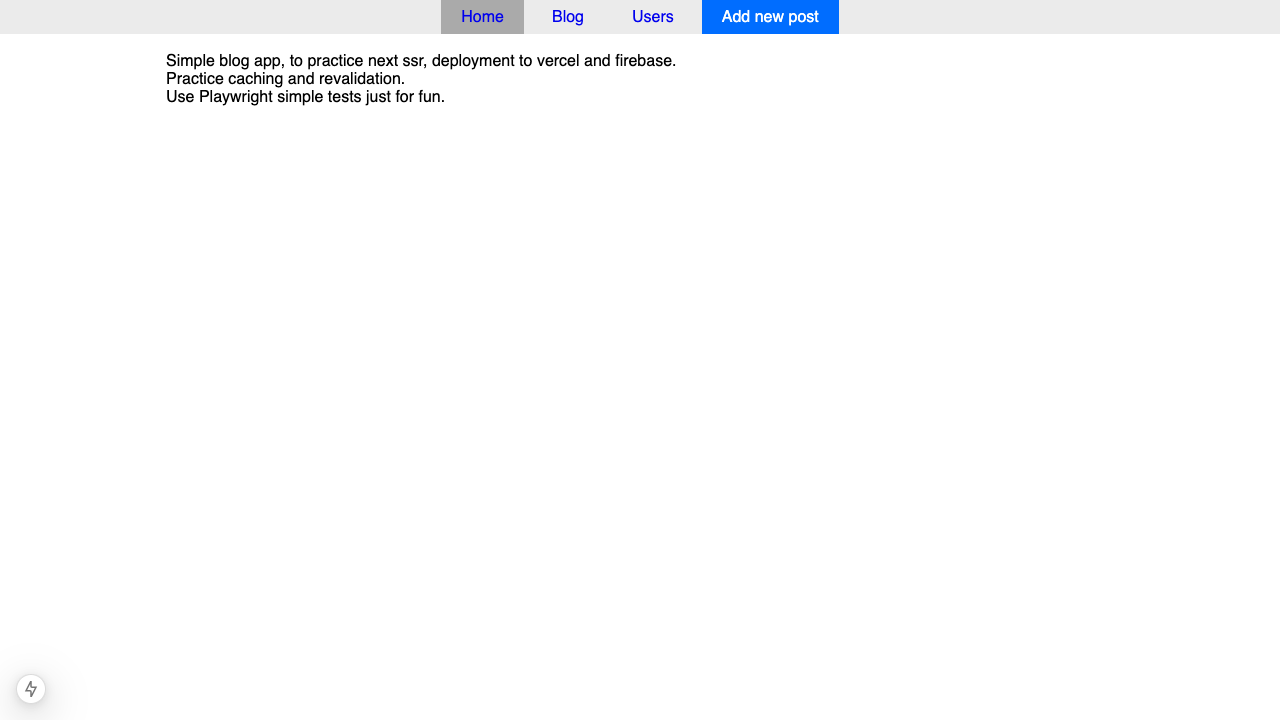 Home Blog Users Add new post
Simple blog app, to practice next ssr, deployment to vercel and firebase.
Practice caching and revalidation.
Use Playwright simple tests just for fun.